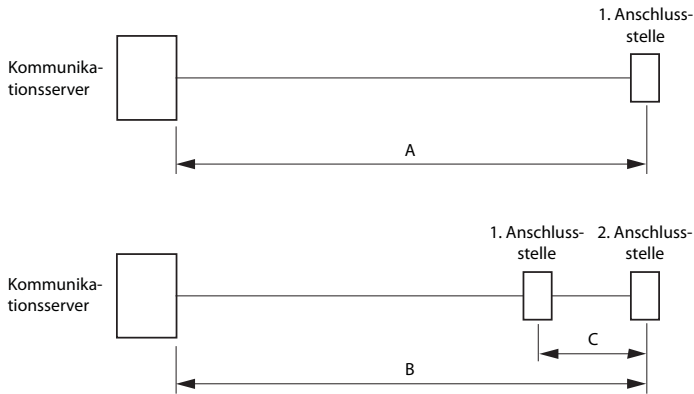 1. Anschluss-
stelle
Kommunika-
tionsserver
A
1. Anschluss-
stelle
2. Anschluss-
stelle
Kommunika-
tionsserver
C
B